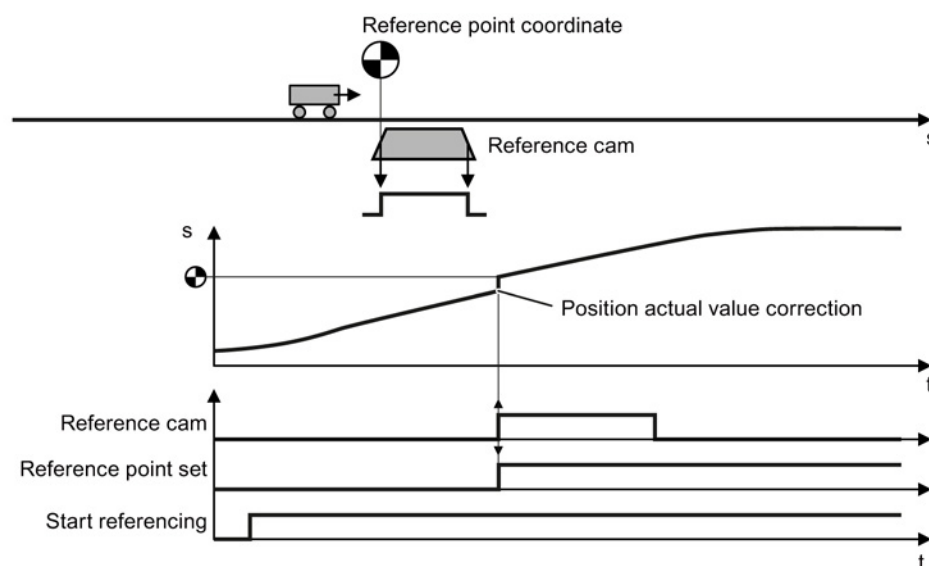 Reference point coordinate
s
Reference cam
s
Position actual value correction
t
Reference cam
Reference point set
Start referencing
t